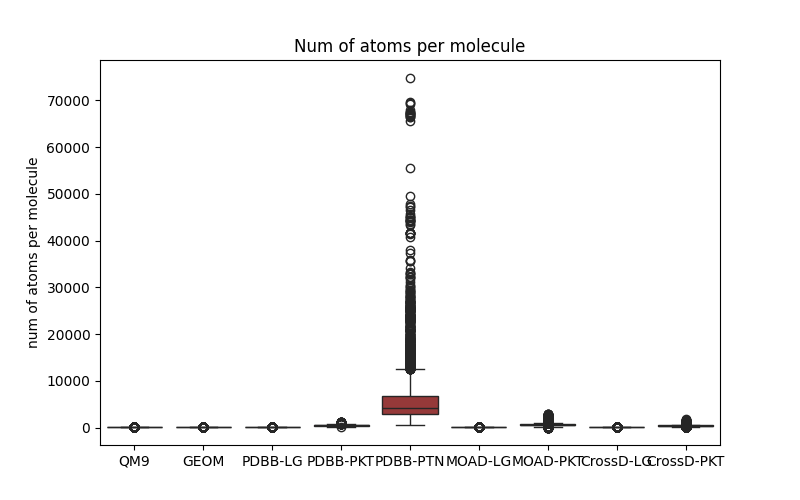 Num of atoms per molecule
num of atoms per molecule
70000
60000
50000
40000
30000
20000
10000
0
QM9 GEOM PDBB-LG PDBB-PKT PDBB-PTN MOAD-LG MOAD-PKT CrossD-LG CrossD-PKT